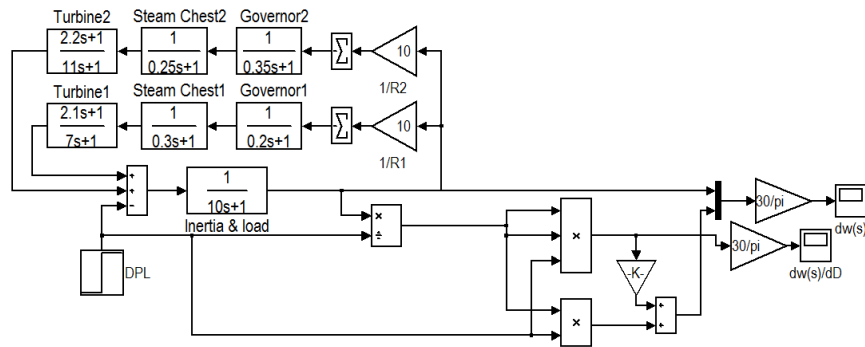 Turbine2 Steam Chest2 Governor2
2.2s+1
11s+1
1
0.25s+1
1
0.35s+1
Σ
10
1/R2
Turbine1 Steam Chest1 Governor1
2.1s+1
7s+1
1
0.3s+1
1
0.2s+1
Σ
10
1/R1
+
+
−
1
10s+1
Inertia & load
×
÷
×
30/pi
dw(s)
30/pi
dw(s)/dD
DPL
-K-
+
+
×